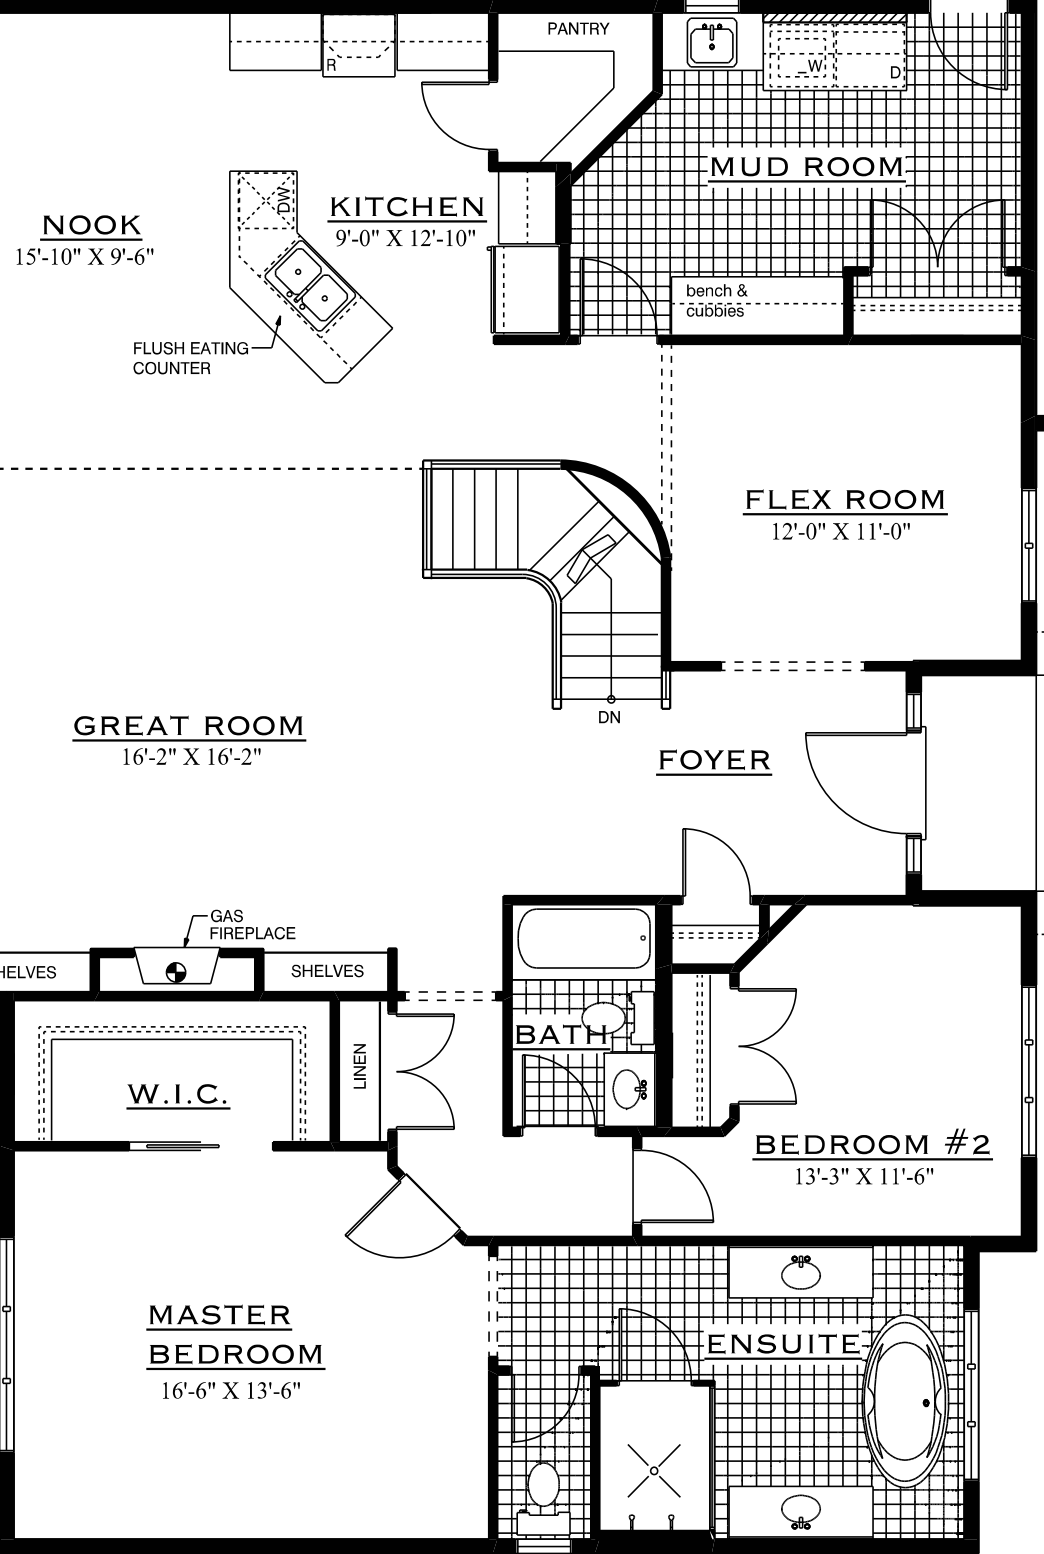 PANTRY
R
W
D
MUD ROOM
DW
KITCHEN
9'-0" X 12'-10"
NOOK
15'-10" X 9'-6"
bench &
cubbies
FLUSH EATING
COUNTER
FLEX ROOM
12'-0" X 11'-0"
DN
GREAT ROOM
16'-2" X 16'-2"
FOYER
GAS
FIREPLACE
HELVES
SHELVES
BATH
LINEN
W.I.C.
BEDROOM #2
13'-3" X 11'-6"
MASTER
BEDROOM
16'-6" X 13'-6"
ENSUITE